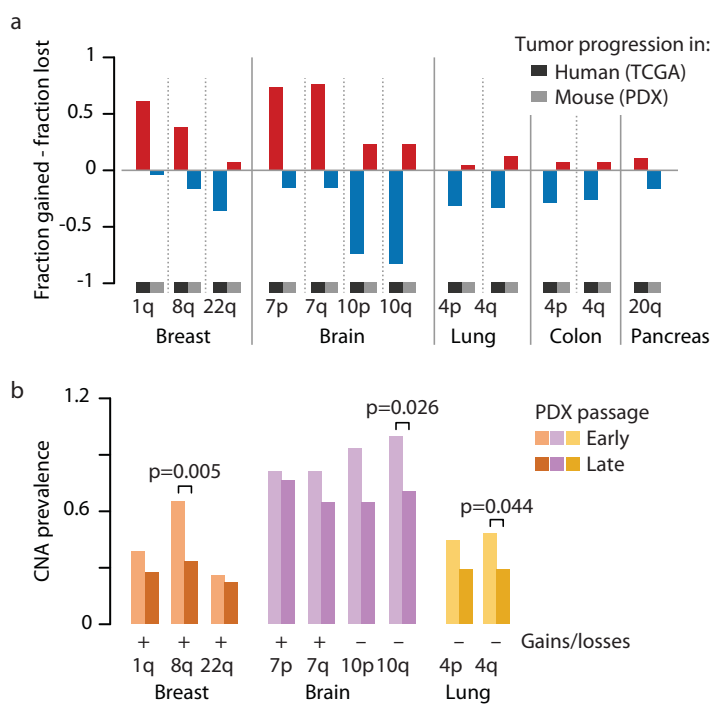 a
Tumor progression in:
Human (TCGA)
Mouse (PDX)
Fraction gained - fraction lost
1
0.5
0
-0.5
-1
1q 8q 22q 7p 7q 10p 10q 4p 4q 4p 4q 20q
Breast Brain Lung Colon Pancreas
b
PDX passage
Early
Late
CNA prevalence
1.2
0.6
0
p=0.005
p=0.026
p=0.044
+ + + + + – – – – Gains/losses
1q 8q 22q 7p 7q 10p 10q 4p 4q
Breast Brain Lung